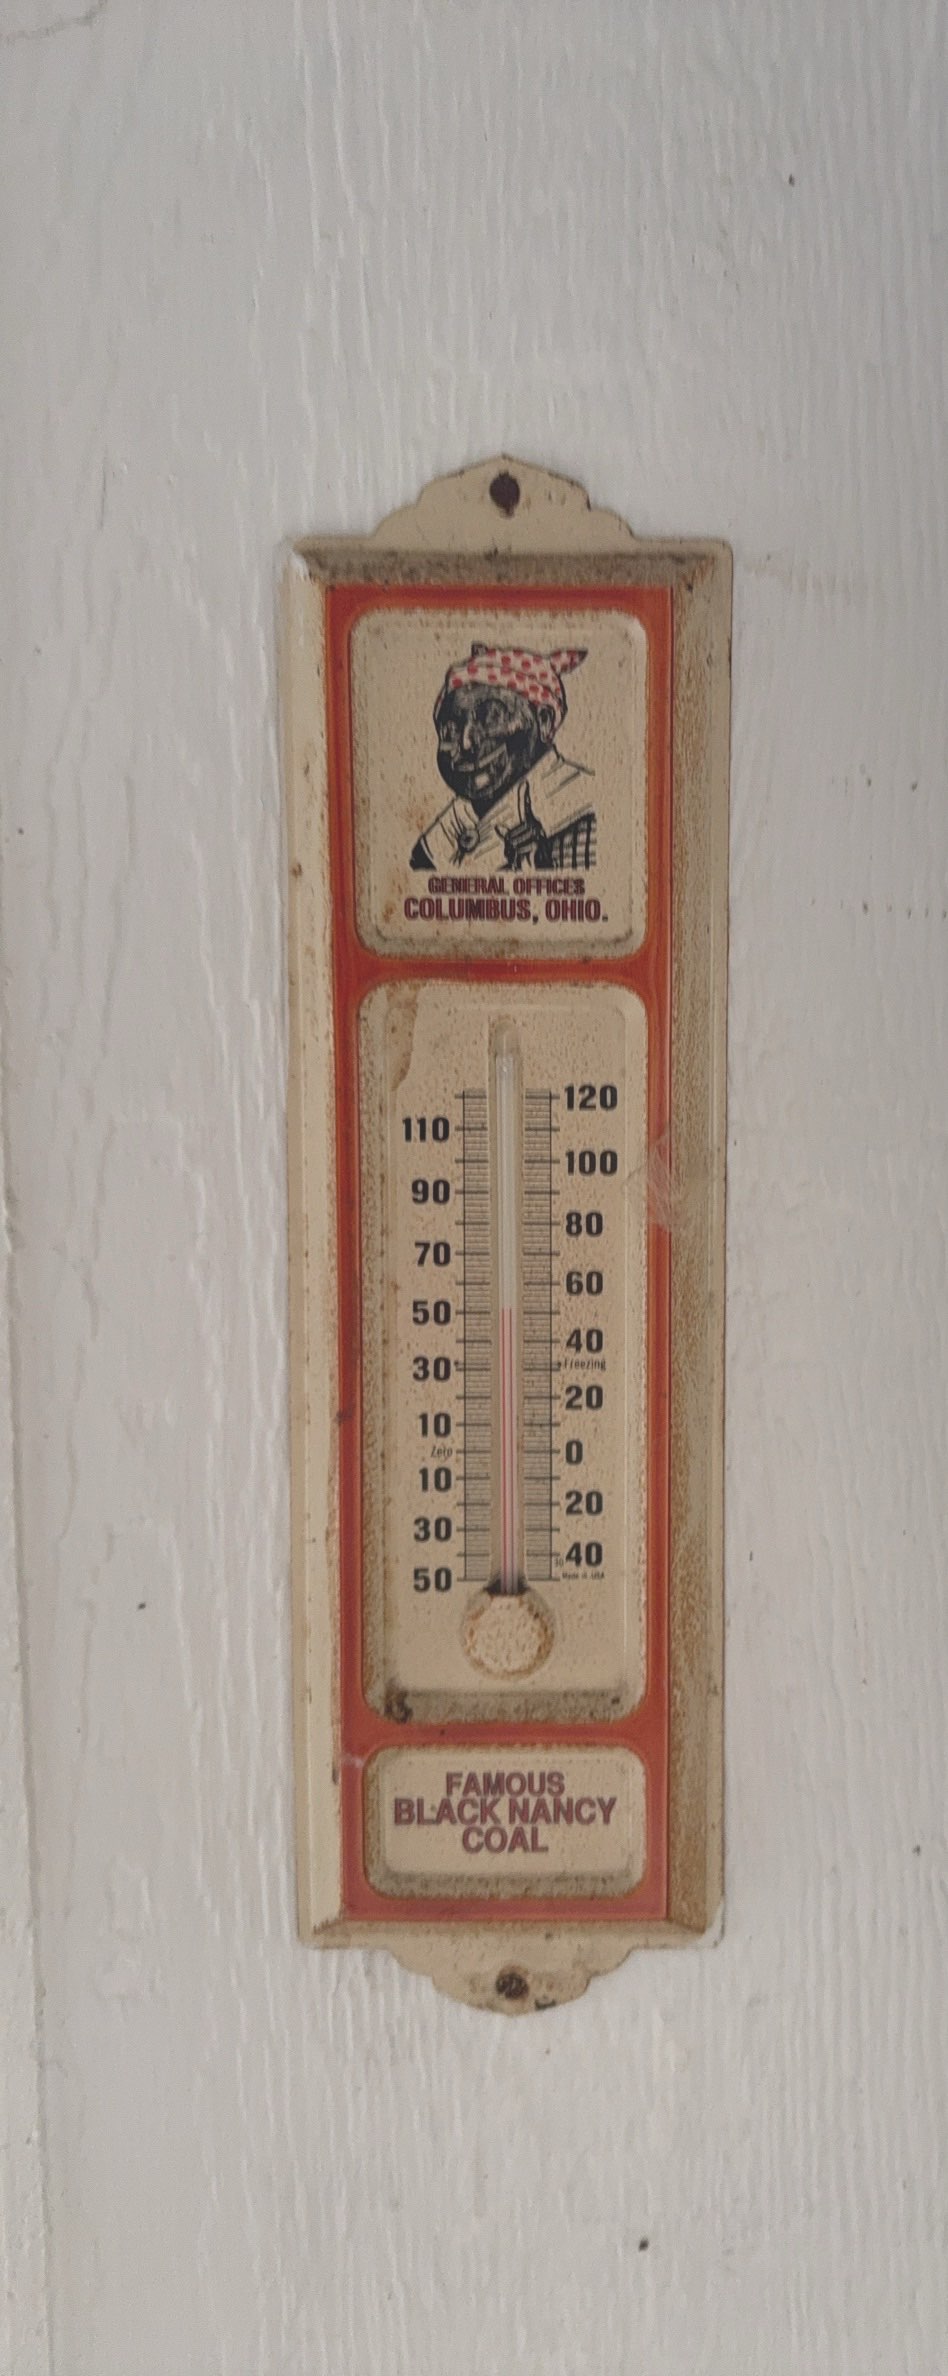 GENERAL OFFICES
COLUMBUS, OHIO.
120
110
100
90
80
70
60
50
40
Freezing
30
20
10
Zero 0
10
20
30
40
50
Made in USA
FAMOUS
BLACK NANCY
COAL